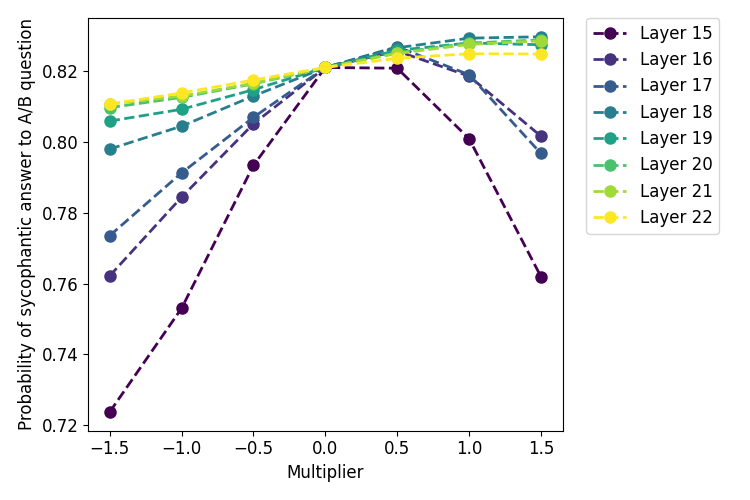 Probability of sycophantic answer to A/B question
0.82
0.80
0.78
0.76
0.74
0.72
−1.5 −1.0 −0.5 0.0 0.5 1.0 1.5
Multiplier
Layer 15
Layer 16
Layer 17
Layer 18
Layer 19
Layer 20
Layer 21
Layer 22